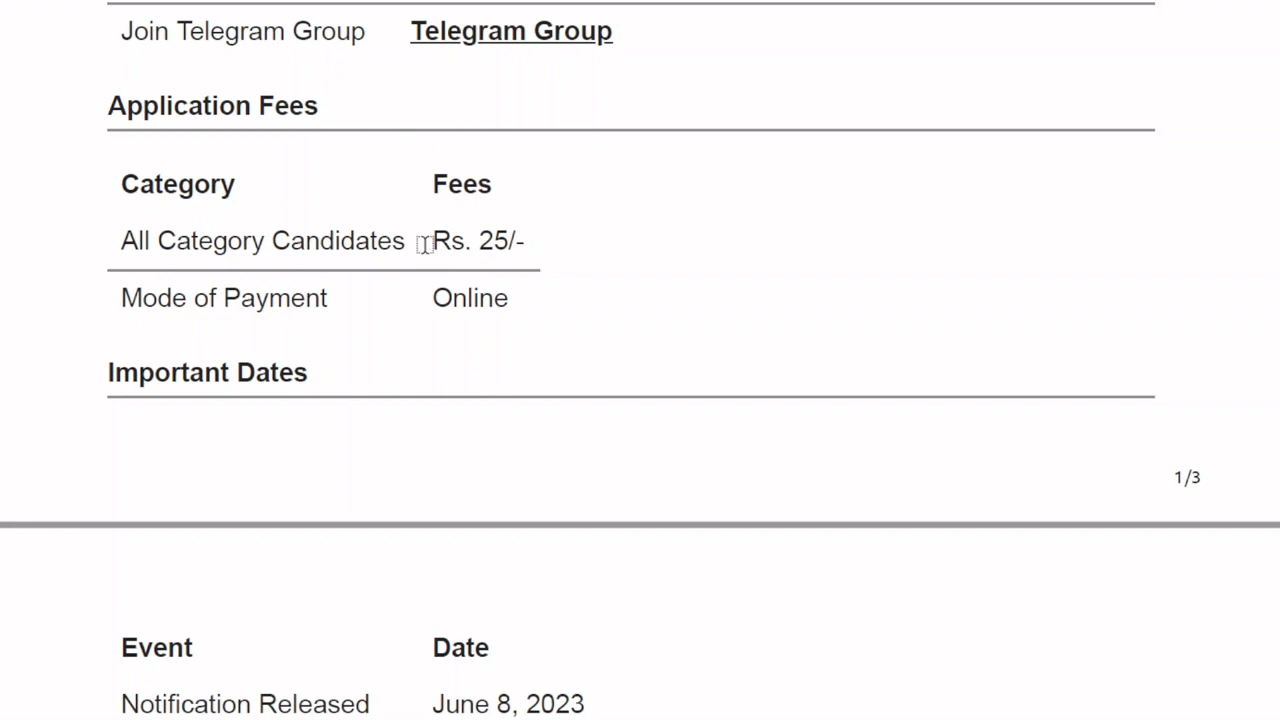 Join Telegram Group Telegram Group
Application Fees
Category Fees
All Category Candidates Rs. 25/-
Mode of Payment Online
Important Dates
1/3
Event Date
Notification Released June 8, 2023